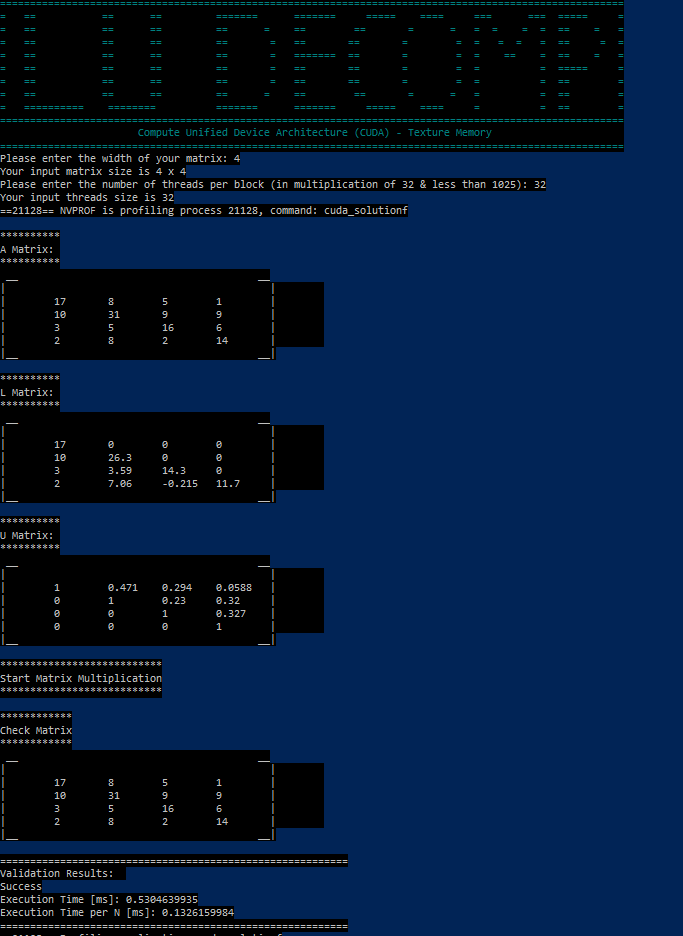 LU DECOMP
Compute Unified Device Architecture (CUDA) - Texture Memory
Please enter the width of your matrix: 4
Your input matrix size is 4 x 4
Please enter the number of threads per block (in multiplication of 32 & less than 1025): 32
Your input threads size is 32
==21128== NVPROF is profiling process 21128, command: cuda_solutionf
**********
A Matrix:
**********
17 8 5 1
10 31 9 9
3 5 16 6
2 8 2 14
**********
L Matrix:
**********
17 0 0 0
10 26.3 0 0
3 3.59 14.3 0
2 7.06 -0.215 11.7
**********
U Matrix:
**********
1 0.471 0.294 0.0588
0 1 0.23 0.32
0 0 1 0.327
0 0 0 1
***************************
Start Matrix Multiplication
***************************
************
Check Matrix
************
17 8 5 1
10 31 9 9
3 5 16 6
2 8 2 14
==========================================================
Validation Results:
Success
Execution Time [ms]: 0.5304639935
Execution Time per N [ms]: 0.1326159984
==========================================================